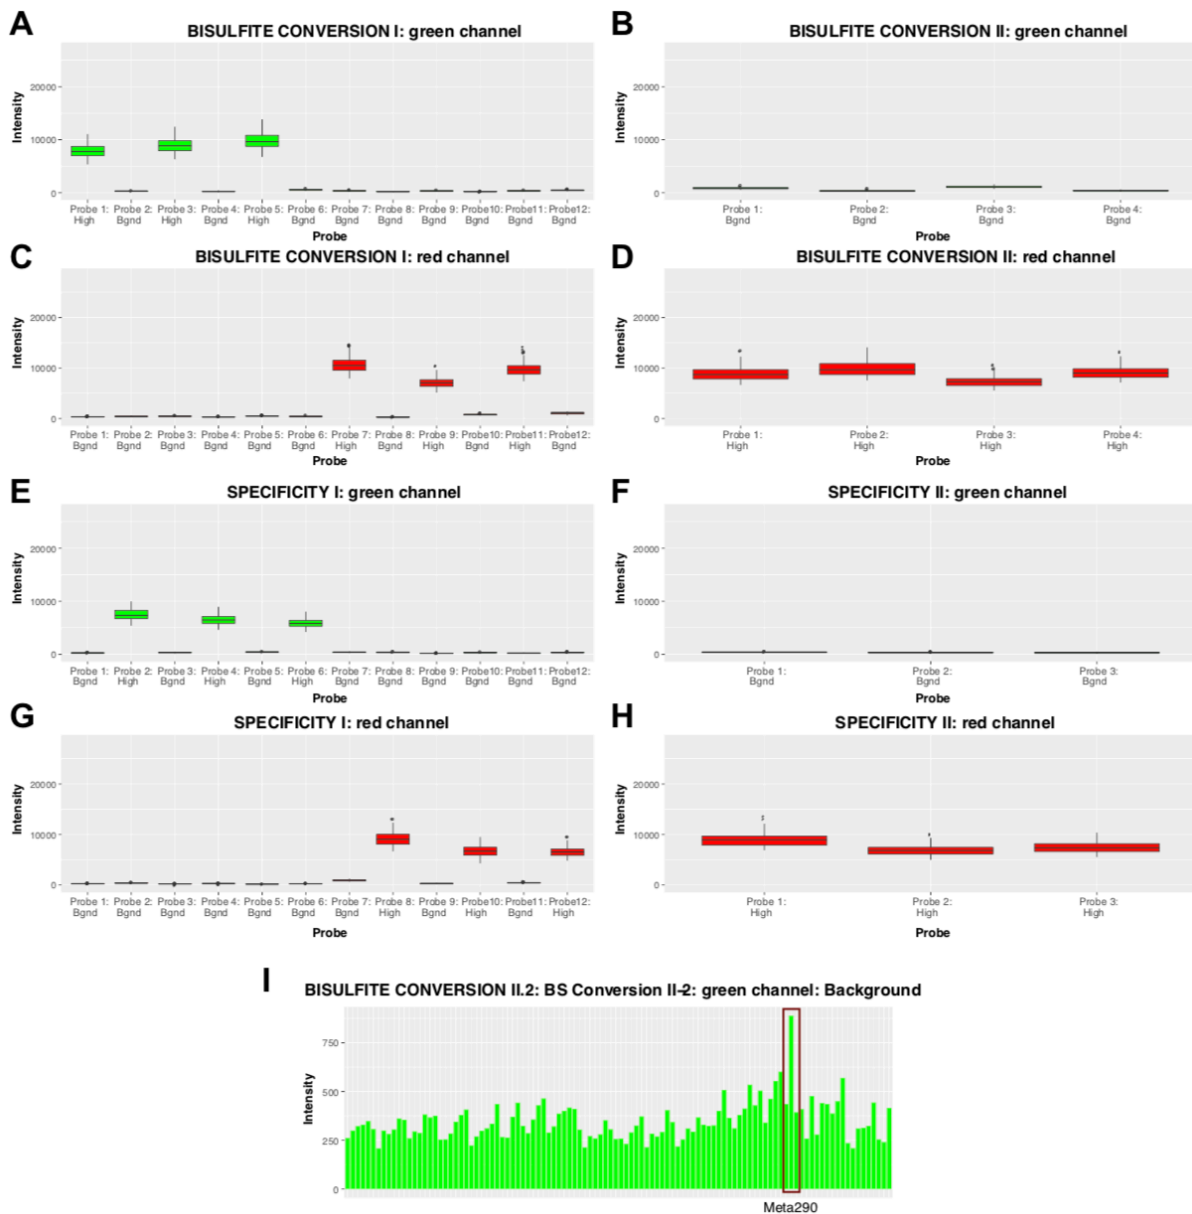 A
BISULFITE CONVERSION I: green channel
Intensity
20000
10000
0
Probe 1: Probe 2: Probe 3: Probe 4: Probe 5: Probe 6: Probe 7: Probe 8: Probe 9: Probe10: Probe11: Probe12:
High Bgnd High Bgnd High Bgnd Bgnd Bgnd Bgnd Bgnd Bgnd Bgnd
Probe
B
BISULFITE CONVERSION II: green channel
Intensity
20000
10000
0
Probe 1: Probe 2: Probe 3: Probe 4:
Bgnd Bgnd Bgnd Bgnd
Probe
C
BISULFITE CONVERSION I: red channel
Intensity
20000
10000
0
Probe 1: Probe 2: Probe 3: Probe 4: Probe 5: Probe 6: Probe 7: Probe 8: Probe 9: Probe10: Probe11: Probe12:
Bgnd Bgnd Bgnd Bgnd Bgnd Bgnd High Bgnd High Bgnd High Bgnd
Probe
D
BISULFITE CONVERSION II: red channel
Intensity
20000
10000
0
Probe 1: Probe 2: Probe 3: Probe 4:
High High High High
Probe
E
SPECIFICITY I: green channel
Intensity
20000
10000
0
Probe 1: Probe 2: Probe 3: Probe 4: Probe 5: Probe 6: Probe 7: Probe 8: Probe 9: Probe10: Probe11: Probe12:
Bgnd High Bgnd High Bgnd High Bgnd Bgnd Bgnd Bgnd Bgnd Bgnd
Probe
F
SPECIFICITY II: green channel
Intensity
20000
10000
0
Probe 1: Probe 2: Probe 3:
Bgnd Bgnd Bgnd
Probe
G
SPECIFICITY I: red channel
Intensity
20000
10000
0
Probe 1: Probe 2: Probe 3: Probe 4: Probe 5: Probe 6: Probe 7: Probe 8: Probe 9: Probe10: Probe11: Probe12:
Bgnd Bgnd Bgnd Bgnd Bgnd Bgnd Bgnd High Bgnd High Bgnd High
Probe
H
SPECIFICITY II: red channel
Intensity
20000
10000
0
Probe 1: Probe 2: Probe 3:
High High High
Probe
I
BISULFITE CONVERSION II.2: BS Conversion II-2: green channel: Background
Intensity
750
500
250
0
Meta290